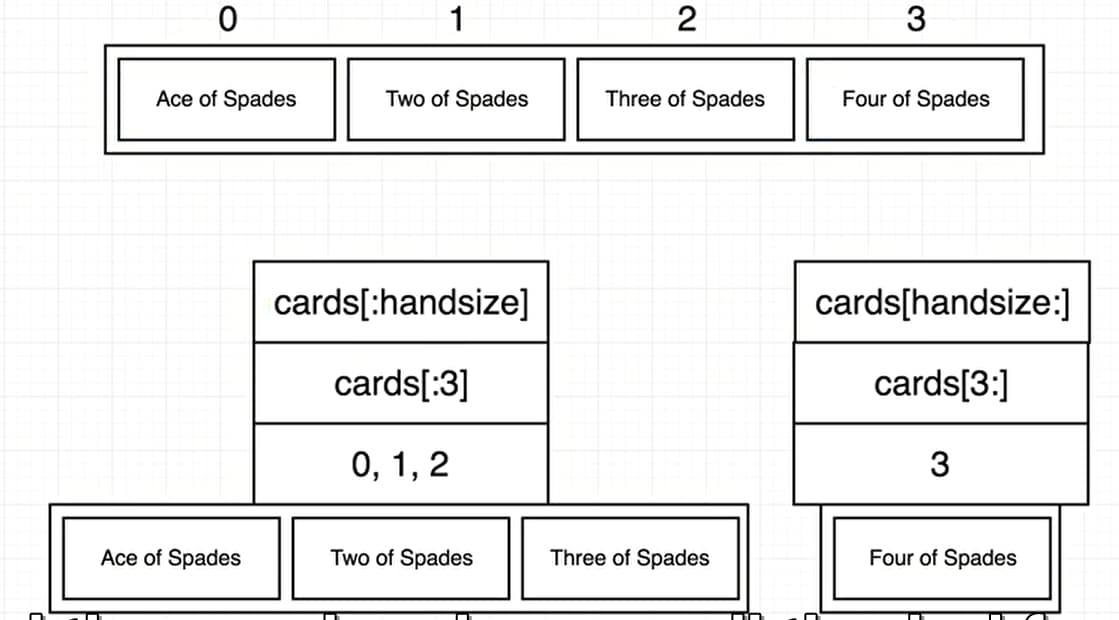 0 1 2 3
Ace of Spades Two of Spades Three of Spades Four of Spades
cards[:handsize] cards[handsize:]
cards[:3] cards[3:]
0, 1, 2 3
Ace of Spades Two of Spades Three of Spades Four of Spades